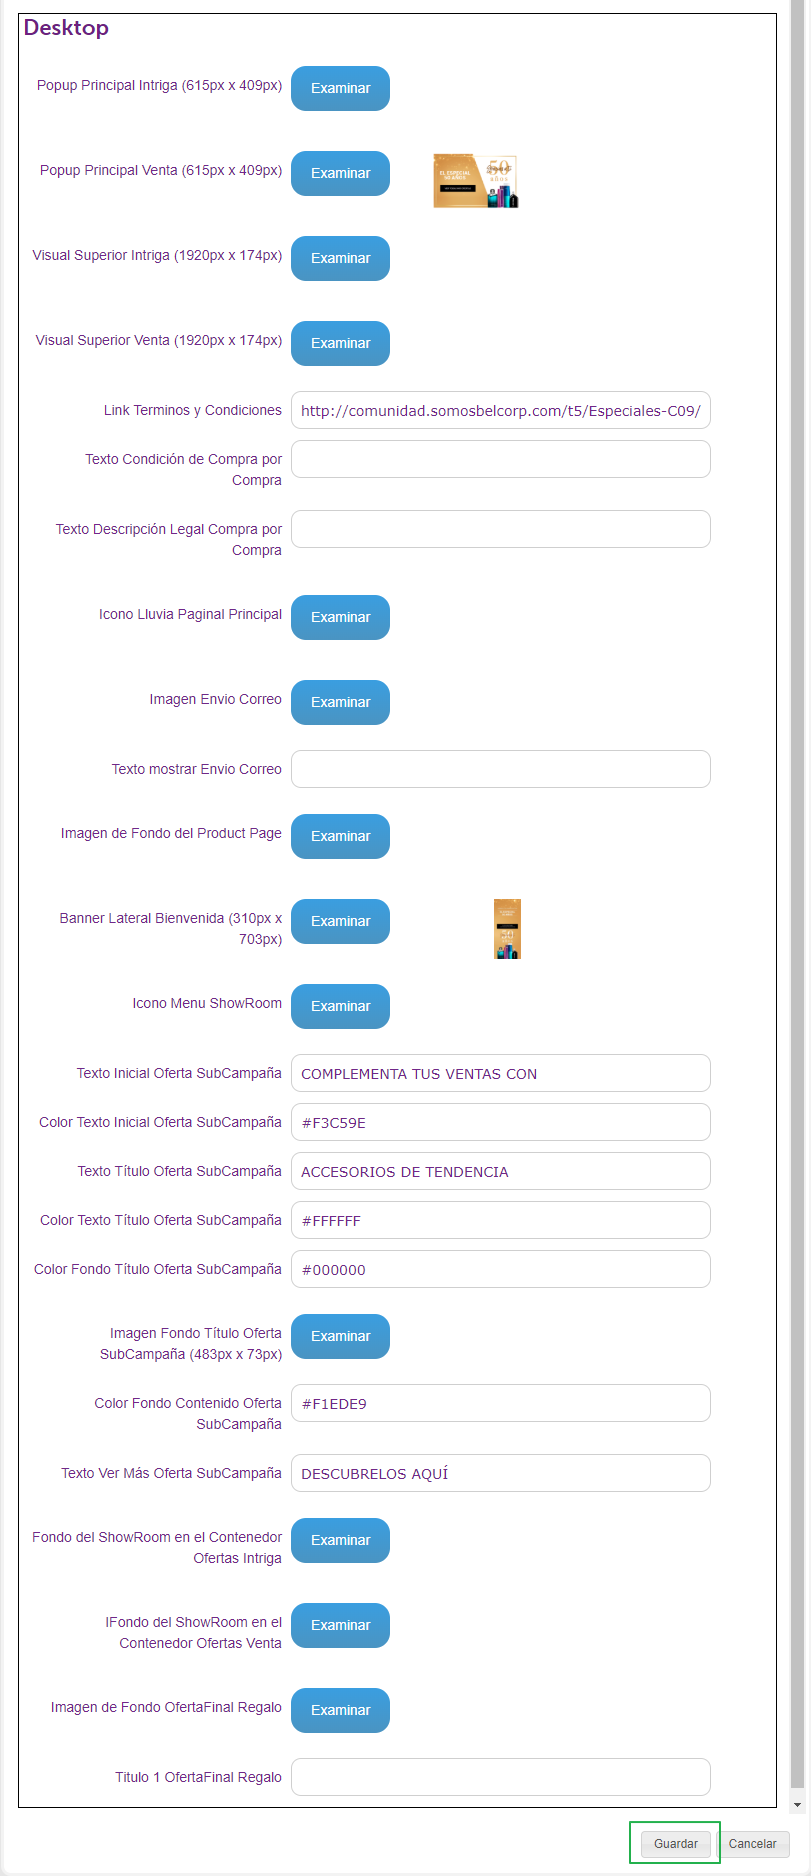 Desktop
Popup Principal Intriga (615px x 409px)
Examinar
Popup Principal Venta (615px x 409px)
Examinar
EL ESPECIAL
50 AÑOS
50
años
Visual Superior Intriga (1920px x 174px)
Examinar
Visual Superior Venta (1920px x 174px)
Examinar
Link Terminos y Condiciones
http://comunidad.somosbelcorp.com/t5/Especiales-C09/
Texto Condición de Compra por
Compra
Texto Descripción Legal Compra por
Compra
Icono Lluvia Paginal Principal
Examinar
Imagen Envio Correo
Examinar
Texto mostrar Envio Correo
Imagen de Fondo del Product Page
Examinar
Banner Lateral Bienvenida (310px x
703px)
Examinar
Icono Menu ShowRoom
Examinar
Texto Inicial Oferta SubCampaña
COMPLEMENTA TUS VENTAS CON
Color Texto Inicial Oferta SubCampaña
#F3C59E
Texto Título Oferta SubCampaña
ACCESORIOS DE TENDENCIA
Color Texto Título Oferta SubCampaña
#FFFFFF
Color Fondo Título Oferta SubCampaña
#000000
Imagen Fondo Título Oferta
SubCampaña (483px x 73px)
Examinar
Color Fondo Contenido Oferta
SubCampaña
#F1EDE9
Texto Ver Más Oferta SubCampaña
DESCUBRELOS AQUÍ
Fondo del ShowRoom en el Contenedor
Ofertas Intriga
Examinar
IFondo del ShowRoom en el
Contenedor Ofertas Venta
Examinar
Imagen de Fondo OfertaFinal Regalo
Examinar
Titulo 1 OfertaFinal Regalo
Guardar
Cancelar